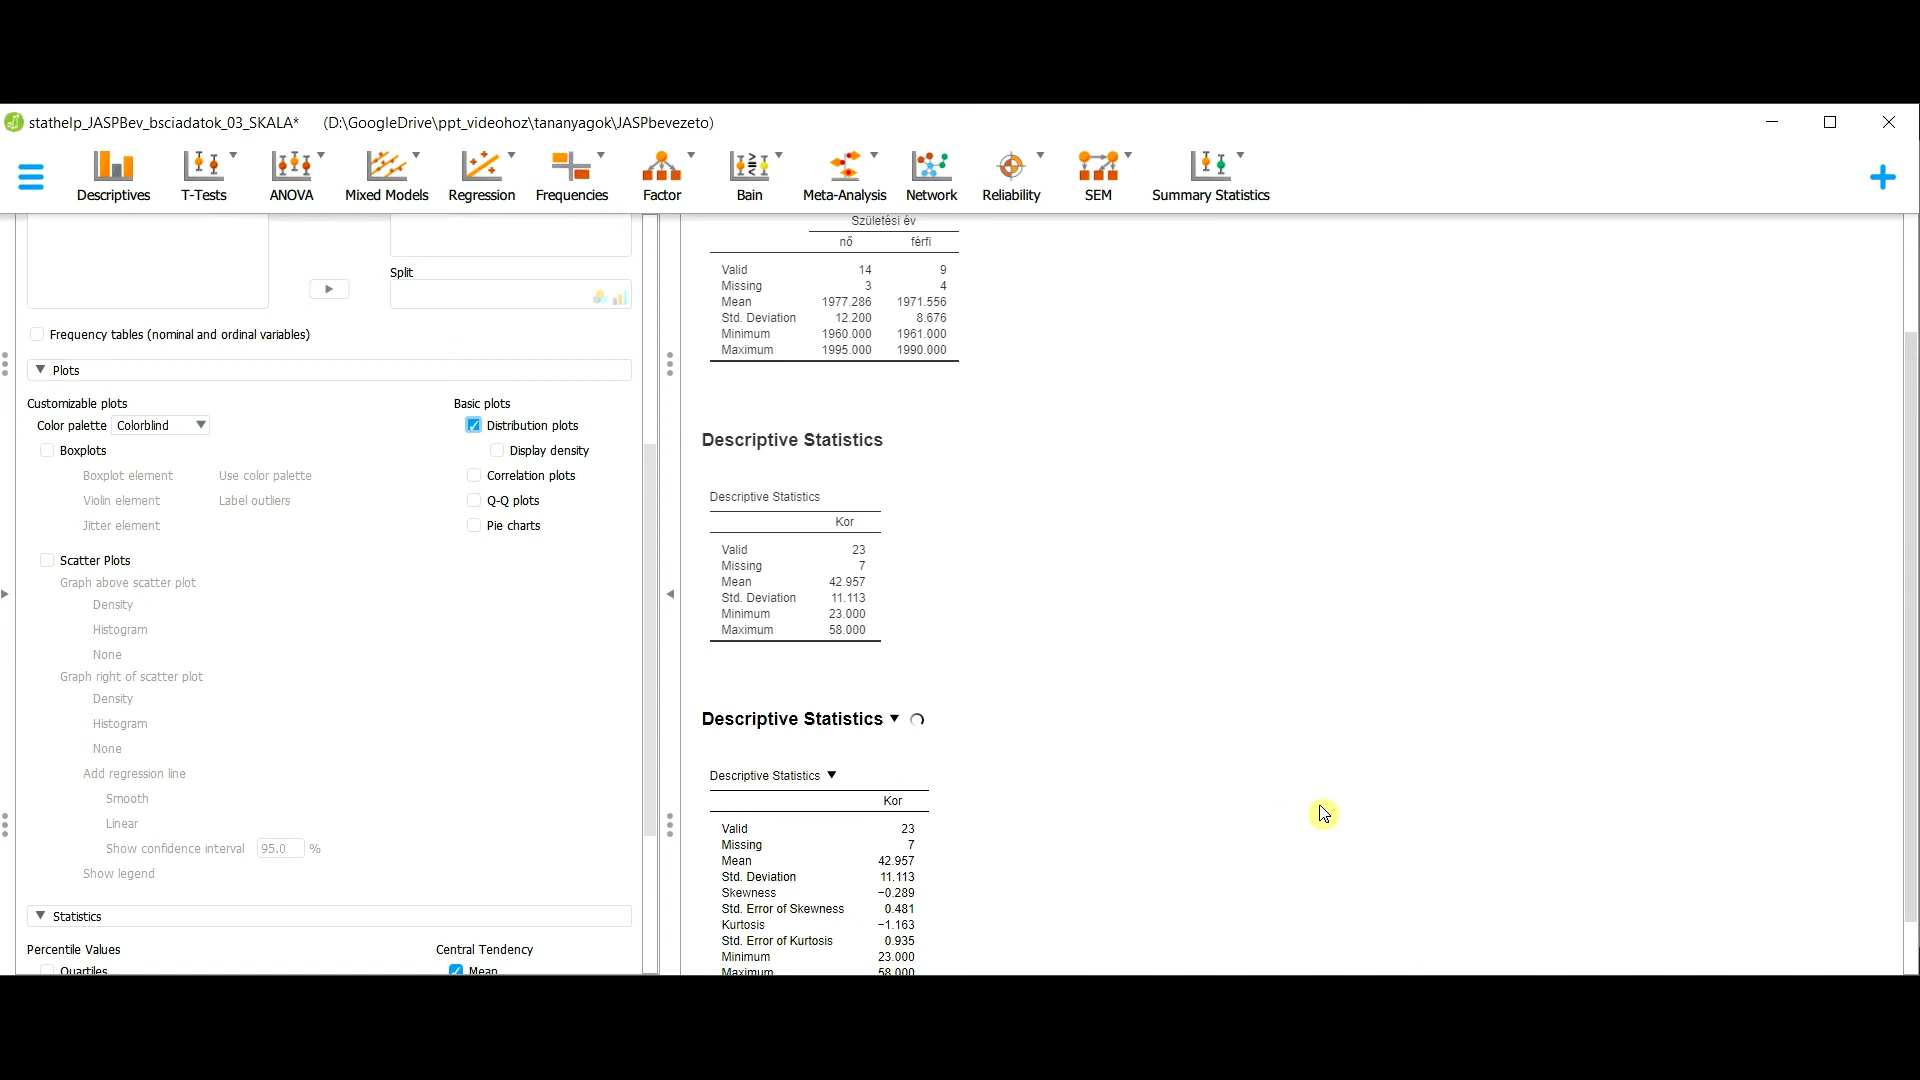 stathelp_JASPBev_bsciadatok_03_SKALA* (D:\GoogleDrive\ppt_videohoz\tananyagok\JASPbevezeto)
Descriptives T-Tests ANOVA Mixed Models Regression Frequencies Factor Bain Meta-Analysis Network Reliability SEM Summary Statistics
Split
Frequency tables (nominal and ordinal variables)
Plots
Customizable plots
Basic plots
Color palette Colorblind
Distribution plots
Boxplots
Display density
Boxplot element Use color palette
Correlation plots
Violin element Label outliers
Q-Q plots
Jitter element
Pie charts
Scatter Plots
Graph above scatter plot
Density
Histogram
None
Graph right of scatter plot
Density
Histogram
None
Add regression line
Smooth
Linear
Show confidence interval 95.0 %
Show legend
Statistics
Percentile Values
Central Tendency
Quartiles
Mean
Születési év
nő férfi
Valid 14 9
Missing 3 4
Mean 1977.286 1971.556
Std. Deviation 12.200 8.676
Minimum 1960.000 1961.000
Maximum 1995.000 1990.000
Descriptive Statistics
Descriptive Statistics
Kor
Valid 23
Missing 7
Mean 42.957
Std. Deviation 11.113
Minimum 23.000
Maximum 58.000
Descriptive Statistics
Descriptive Statistics
Kor
Valid 23
Missing 7
Mean 42.957
Std. Deviation 11.113
Skewness −0.289
Std. Error of Skewness 0.481
Kurtosis −1.163
Std. Error of Kurtosis 0.935
Minimum 23.000
Maximum 58.000